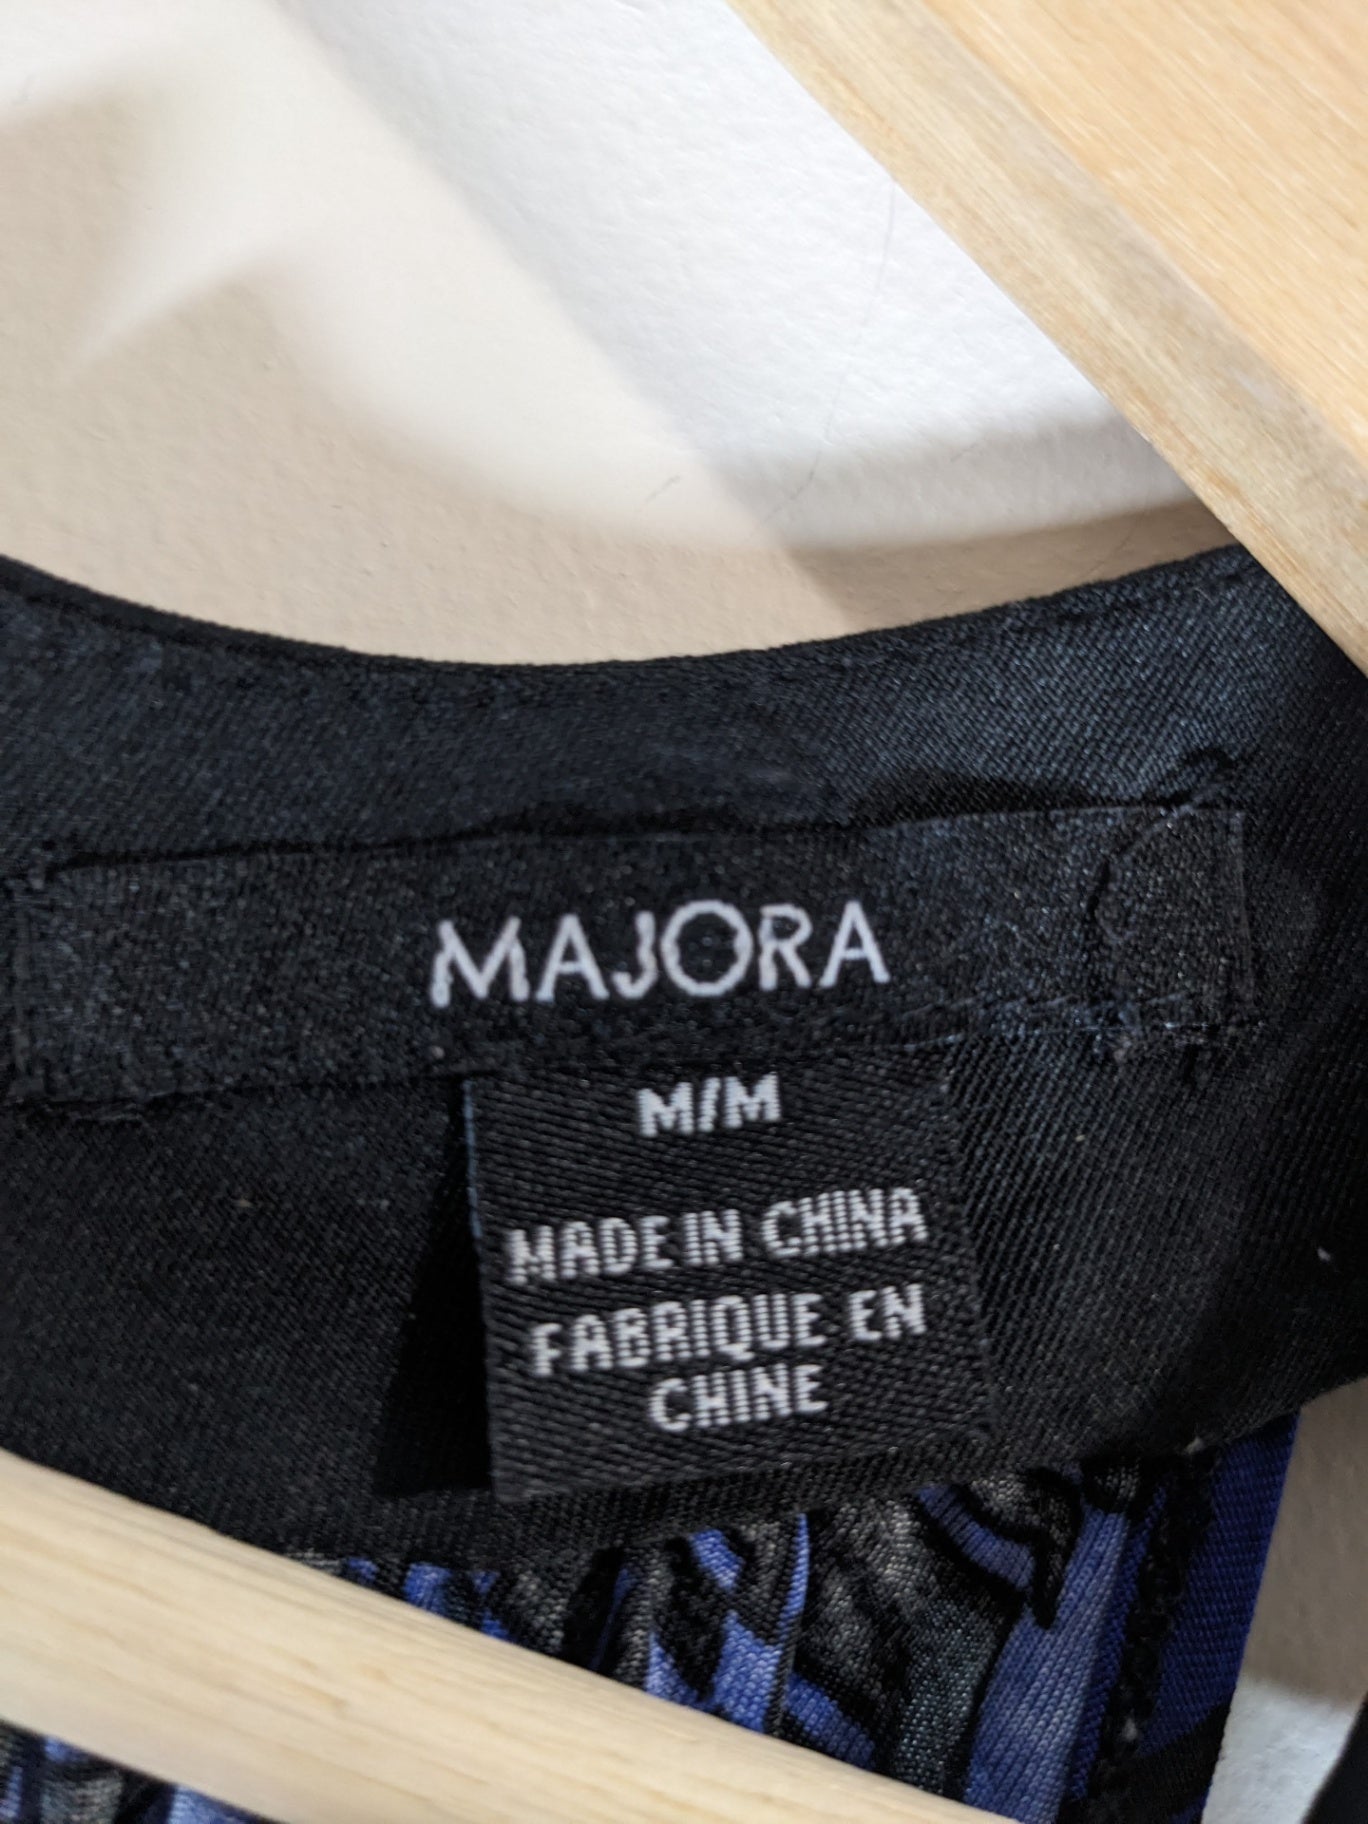 MAJORA
M/M
MADE IN CHINA
FABRIQUE EN
CHINE